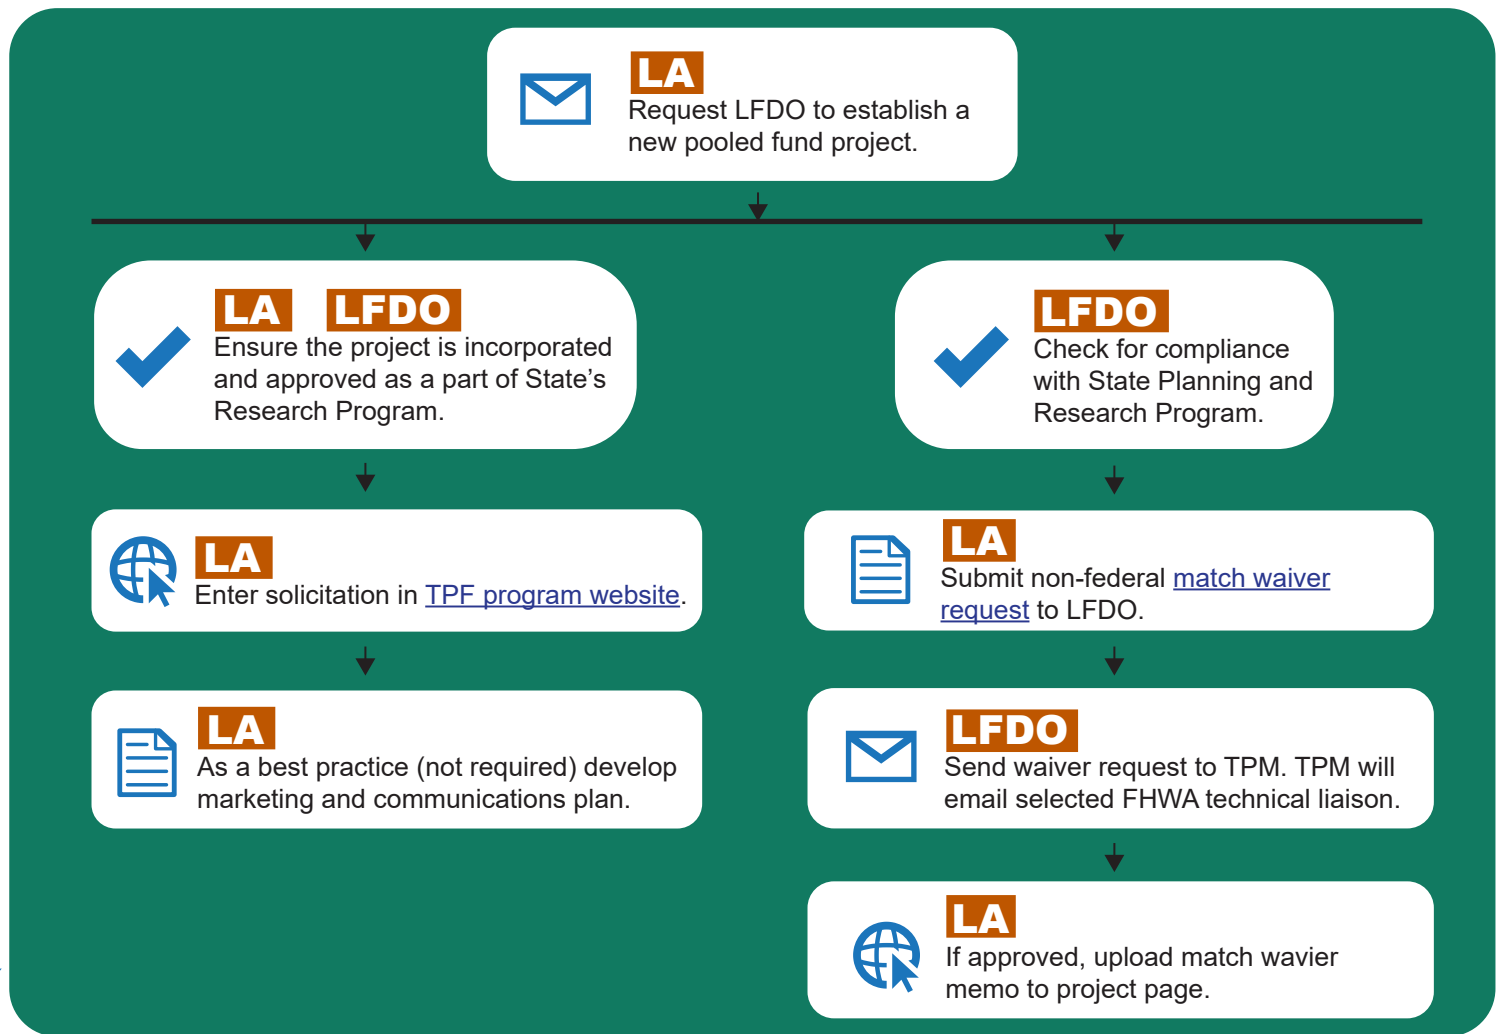 LA
Request LFDO to establish a
new pooled fund project.
LA LFDO
Ensure the project is incorporated
and approved as a part of State’s
Research Program.
LA
Enter solicitation in TPF program website.
LA
As a best practice (not required) develop
marketing and communications plan.
LFDO
Check for compliance
with State Planning and
Research Program.
LA
Submit non-federal match waiver
request to LFDO.
LFDO
Send waiver request to TPM. TPM will
email selected FHWA technical liaison.
LA
If approved, upload match wavier
memo to project page.